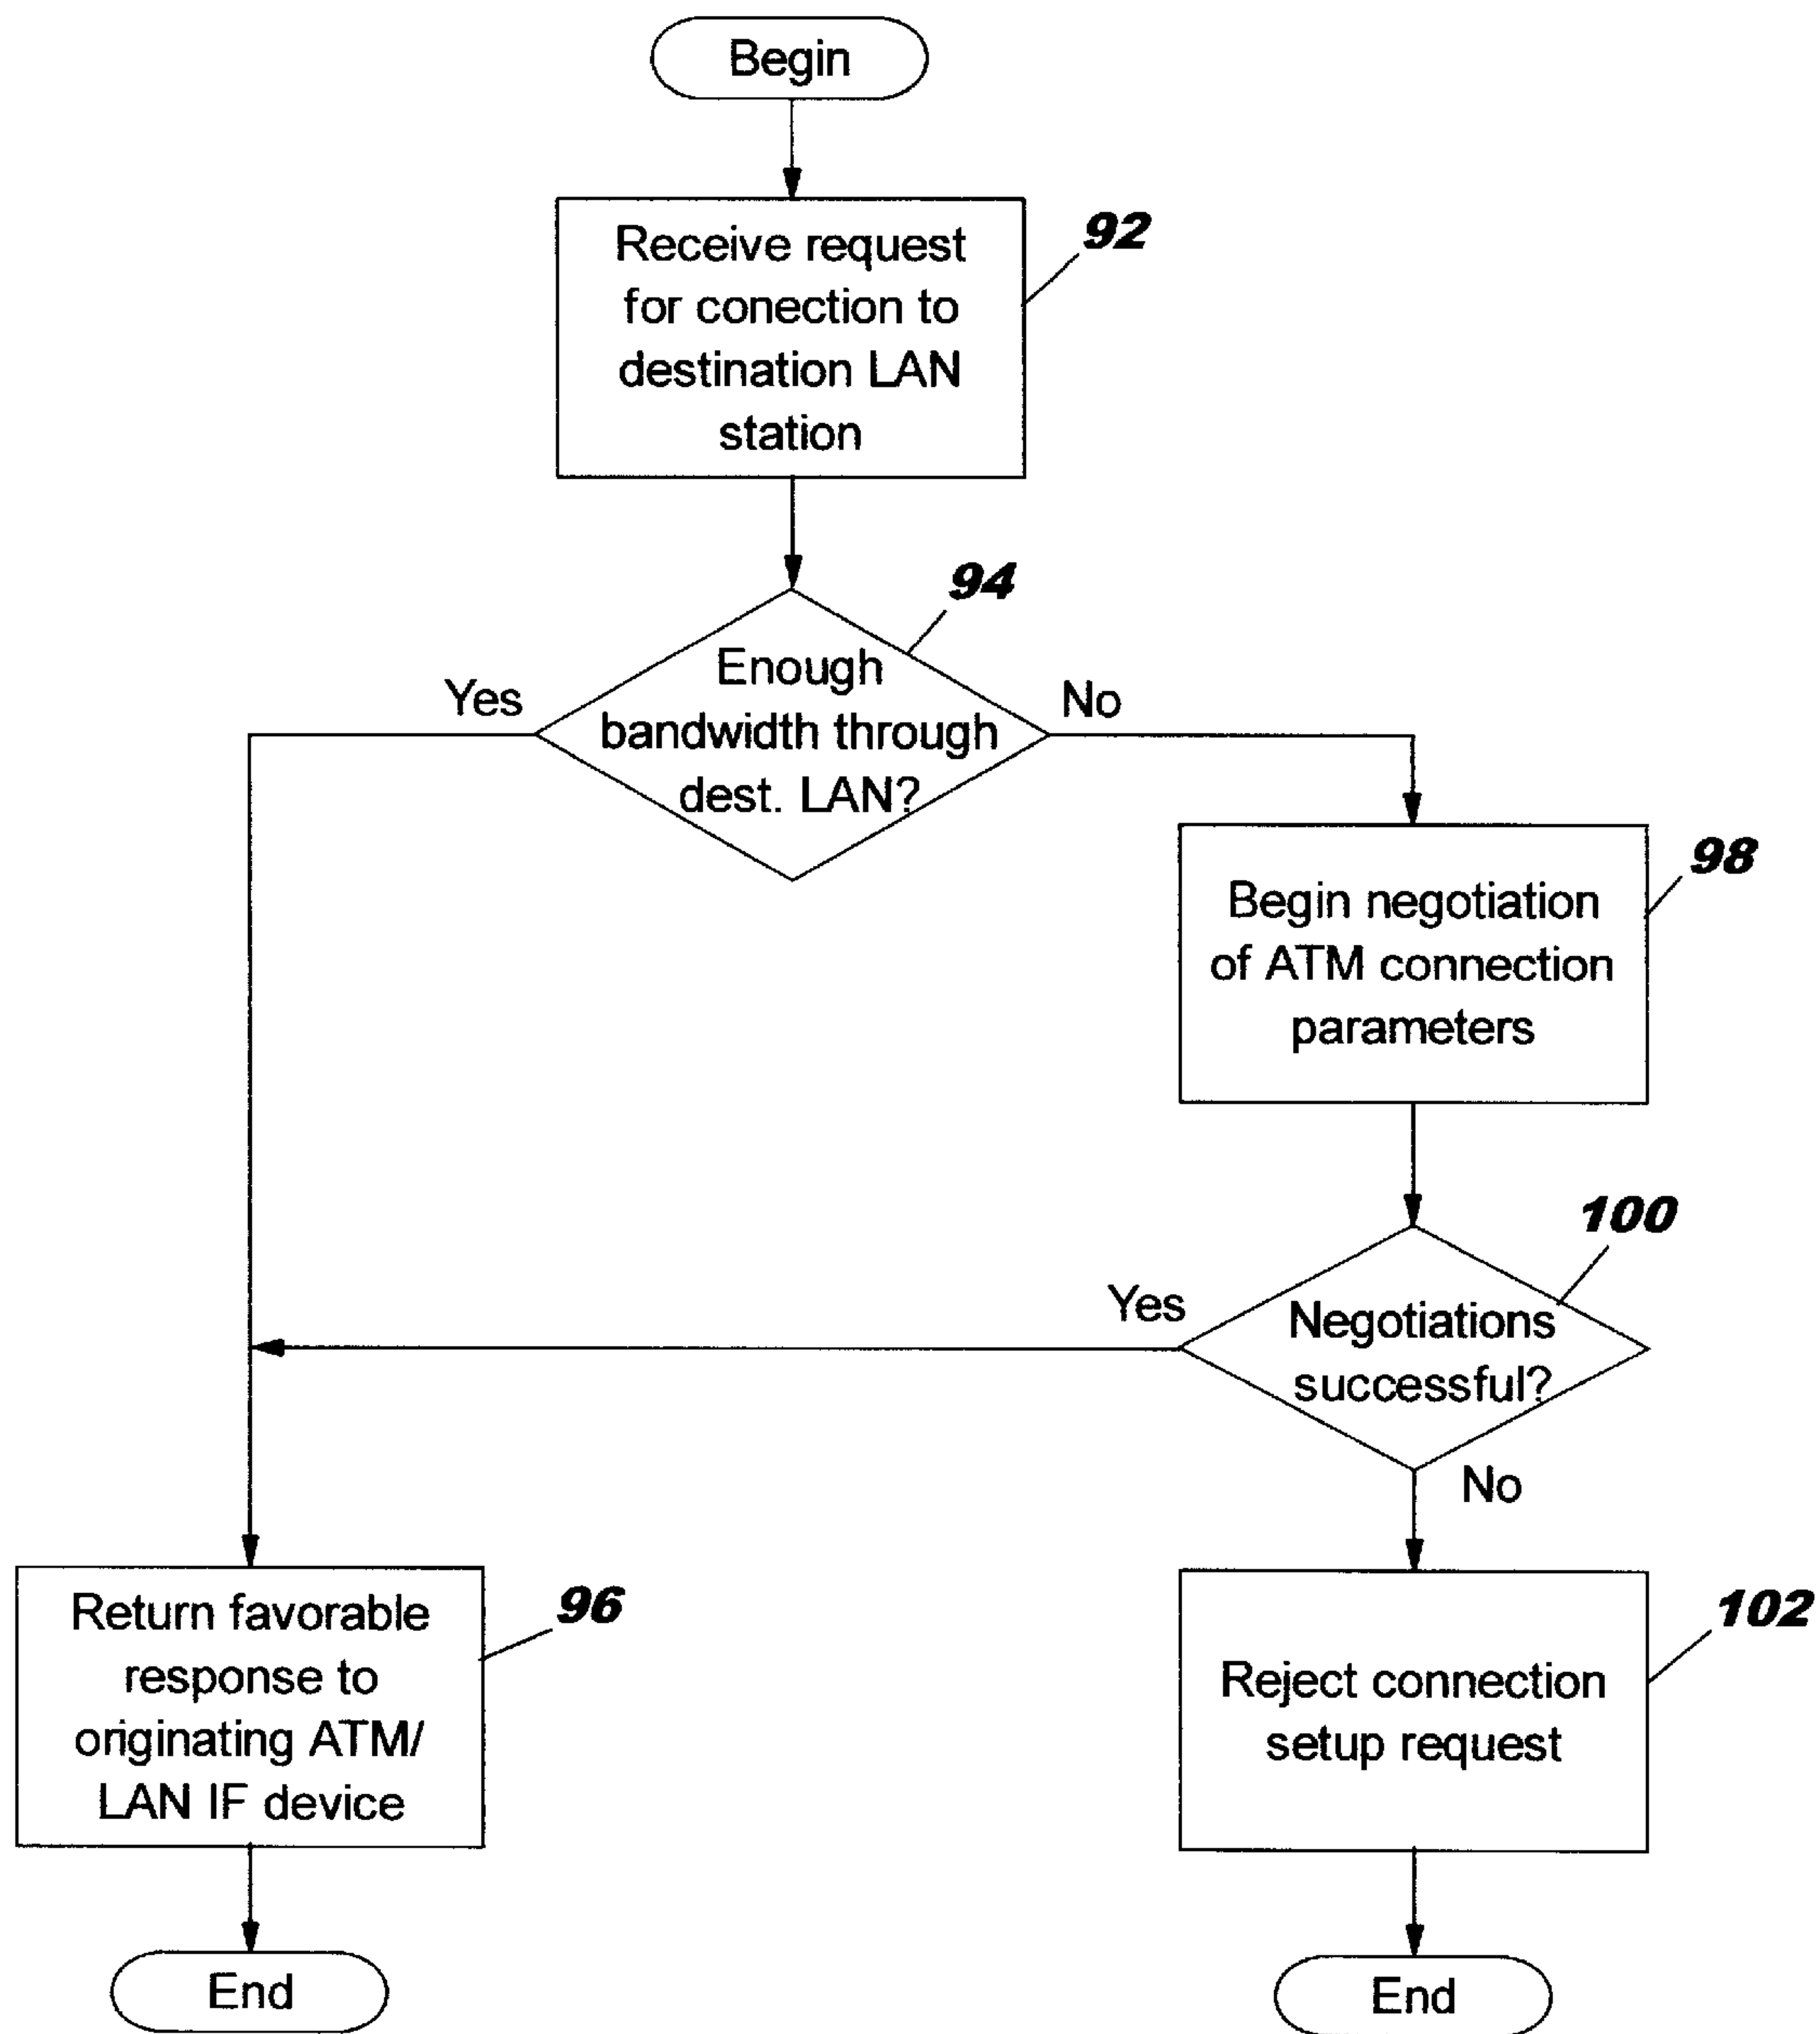 Begin
Receive request
for conection to
destination LAN
station
92
94
Enough
bandwidth through
dest. LAN?
Yes
No
98
Begin negotiation
of ATM connection
parameters
100
Negotiations
successful?
Yes
No
Return favorable
response to
originating ATM/
LAN IF device
96
102
Reject connection
setup request
End
End